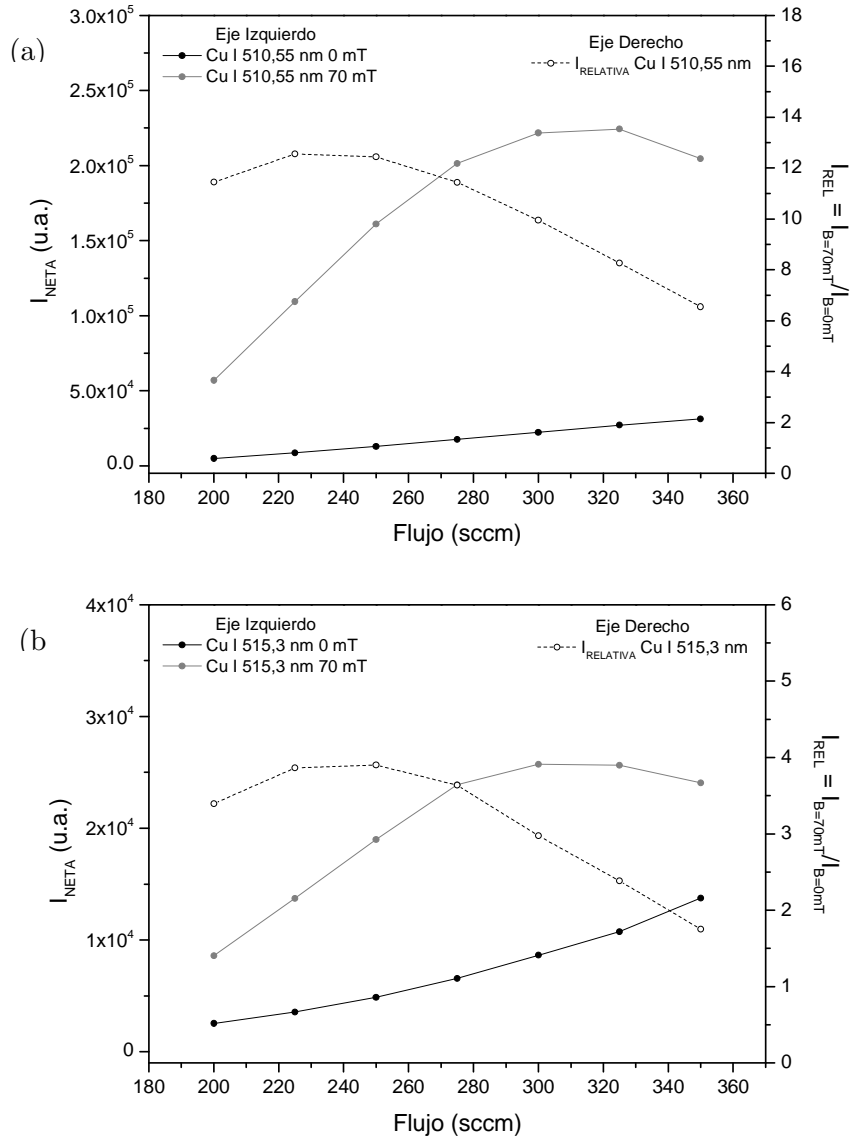 (a)
Eje Izquierdo
Cu I 510,55 nm 0 mT
Cu I 510,55 nm 70 mT
Eje Derecho
I_RELATIVA Cu I 510,55 nm
3.0x10^5
2.5x10^5
2.0x10^5
1.5x10^5
1.0x10^5
5.0x10^4
0.0
I_NETA (u.a.)
18
16
14
12
10
8
6
4
2
0
I_REL = I_B=70mT/I_B=0mT
180 200 220 240 260 280 300 320 340 360
Flujo (sccm)
(b
Eje Izquierdo
Cu I 515,3 nm 0 mT
Cu I 515,3 nm 70 mT
Eje Derecho
I_RELATIVA Cu I 515,3 nm
4x10^4
3x10^4
2x10^4
1x10^4
0
I_NETA (u.a.)
6
5
4
3
2
1
0
I_REL = I_B=70mT/I_B=0mT
180 200 220 240 260 280 300 320 340 360
Flujo (sccm)